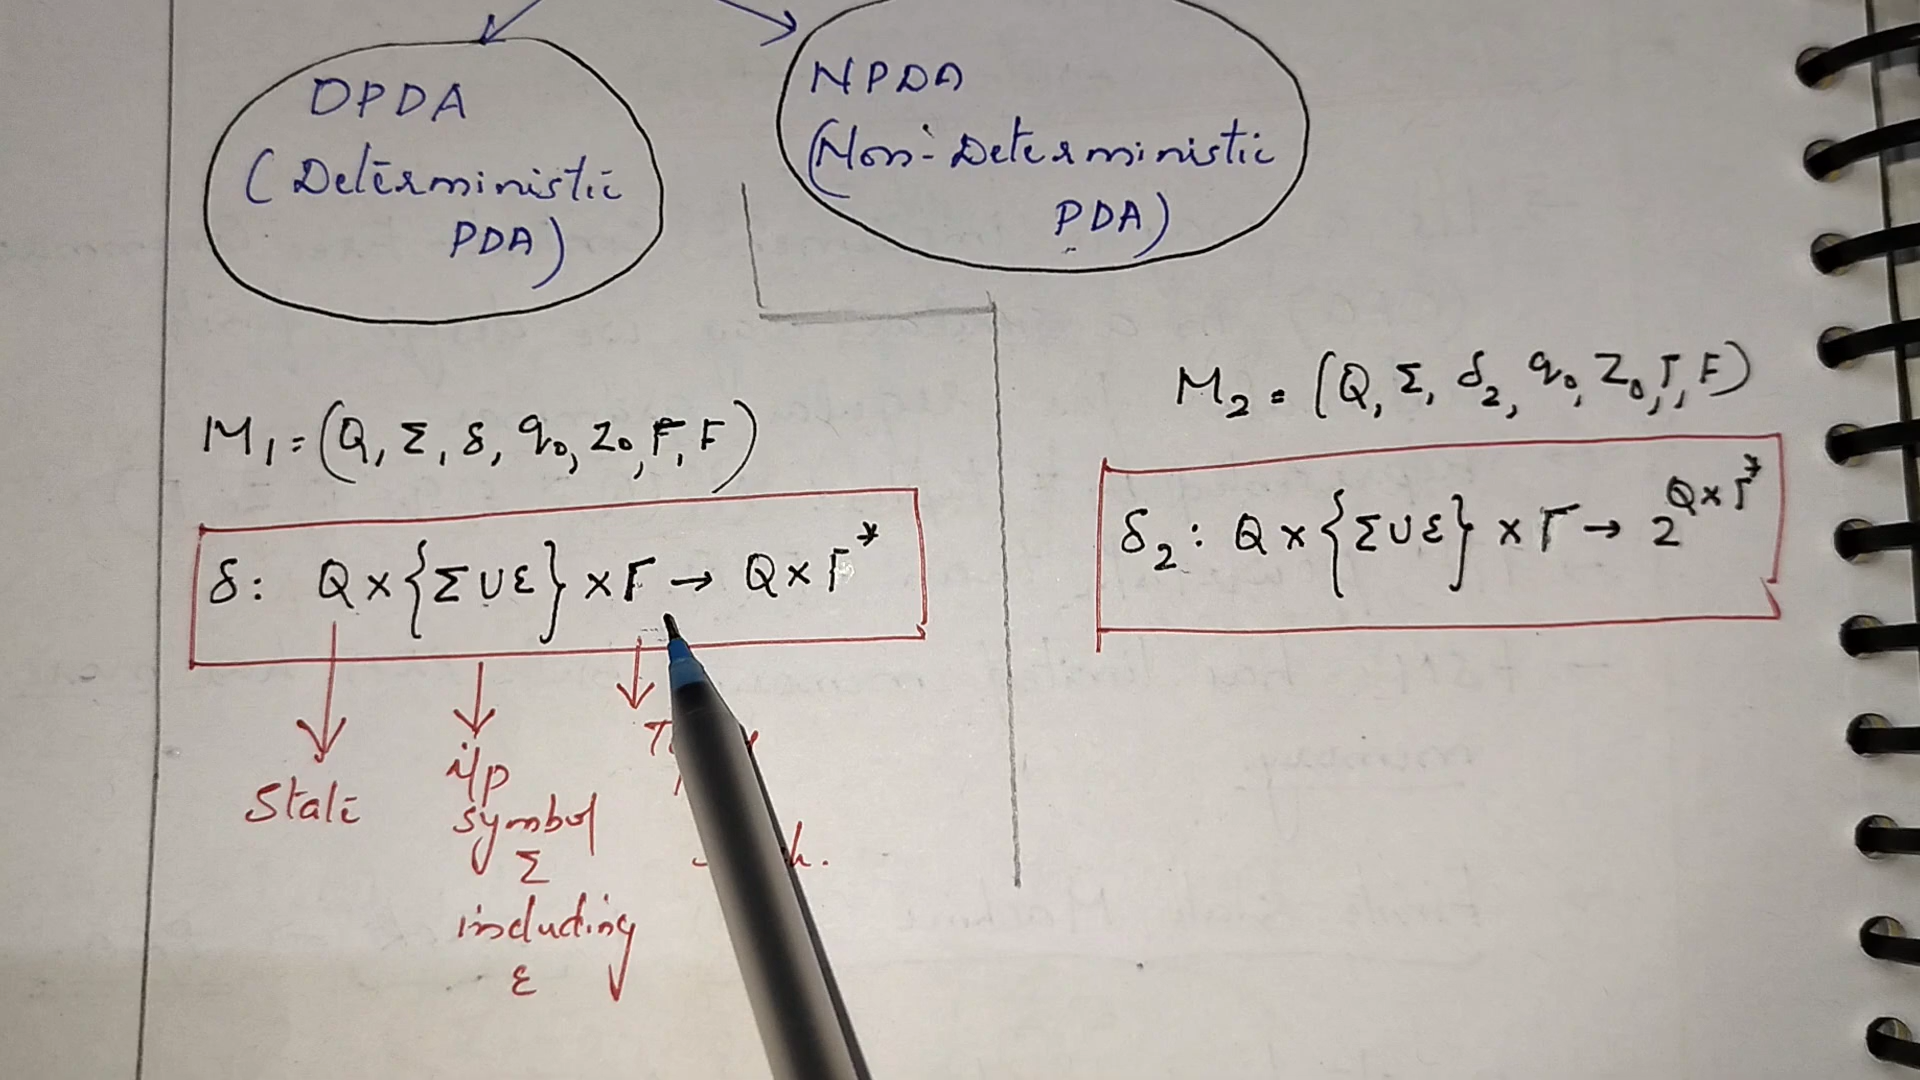 DPDA
(Deterministic
PDA)
NPDA
(Non-Deterministic
PDA)
M₁ = (Q, Σ, δ, q₀, Z₀, Γ, F)
δ: Q × {Σ ∪ ε} × Γ → Q × Γ*
State
i/p
symbol
Σ
including
ε
M₂ = (Q, Σ, δ₂, q₀, Z₀, Γ, F)
δ₂: Q × {Σ ∪ ε} × Γ → 2^(Q × Γ*)